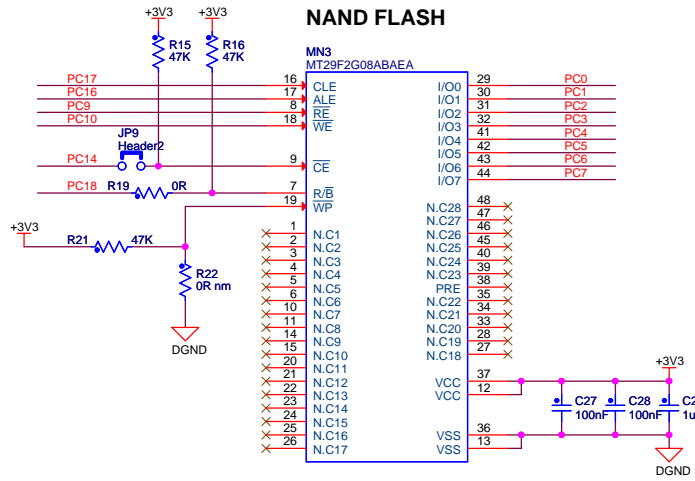 NAND FLASH
+3V3
+3V3
R15
47K
R16
47K
MN3
MT29F2G08ABAEA
PC17 16 CLE I/O0 29 PC0
PC16 17 ALE I/O1 30 PC1
PC9 8 RE I/O2 31 PC2
PC10 18 WE I/O3 32 PC3
I/O4 41 PC4
JP9
Header2
I/O5 42 PC5
PC14 9 CE I/O6 43 PC6
I/O7 44 PC7
PC18 R19 0R 7 R/B
19 WP N.C28 48
N.C27 47
+3V3
R21 47K
1 N.C1 N.C26 46
2 N.C2 N.C25 45
3 N.C3 N.C24 40
R22
0R nm
4 N.C4 N.C23 39
5 N.C5 PRE 38
6 N.C6 N.C22 35
10 N.C7 N.C21 34
11 N.C8 N.C20 33
DGND
14 N.C9 N.C19 28
15 N.C10 N.C18 27
20 N.C11
21 N.C12 VCC 37
22 N.C13 VCC 12
23 N.C14
24 N.C15
25 N.C16 VSS 36
26 N.C17 VSS 13
+3V3
C27
100nF
C28
100nF
DGND